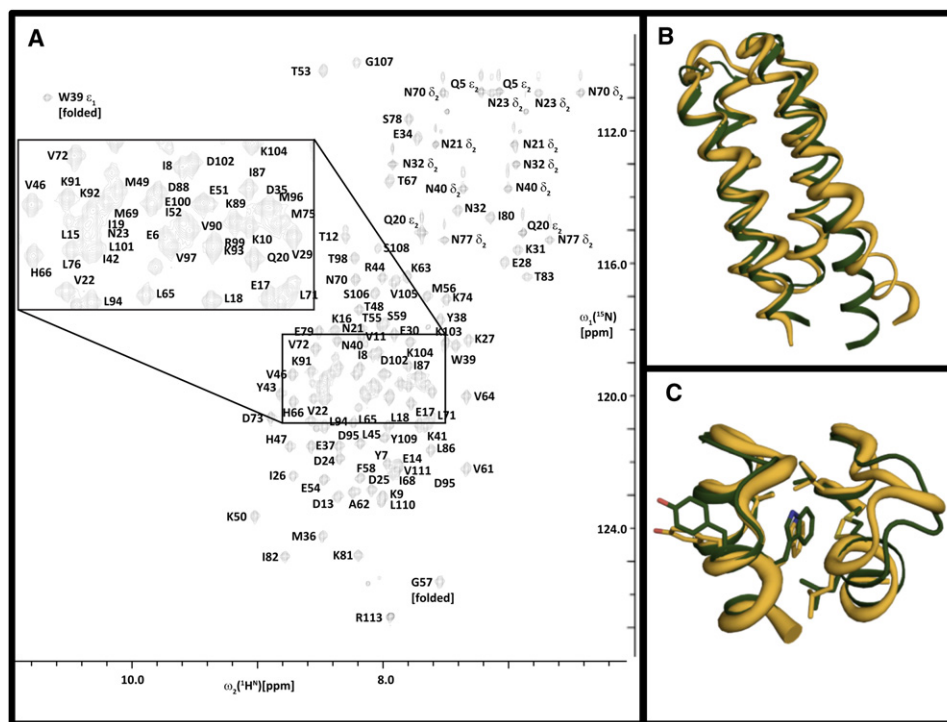 A
B
C
G107
T53
W39 ε1
[folded]
Q5 ε2 Q5 ε2
N70 δ2 N70 δ2
N23 δ2 N23 δ2
S78
E34
112.0
N21 δ2 N21 δ2
N32 δ2 N32 δ2
T67
N40 δ2 N40 δ2
N32
I80
Q20 ε2 Q20 ε2
N77 δ2 N77 δ2
T12
S108
K31
T98
E28
116.0
R44 K63
T83
N70
M56
S106 V105
K74
T48
ω1(15N)
[ppm]
K16 T55 S59
Y38
E79 N21 V11 E30 K103
K27
V72 N40 I8 K104
D102 W39
K91 I87
V46
Y43
V64
120.0
D73 H66 V22 L94 L65 L18 E17 L71
H47 E37 D95 L45 Y109 K41
L86
D24 Y7 E14
F58 V111 V61
I26 D25 I68 D95
E54 K9
D13 A62 L110
K50
124.0
M36
I82 K81
G57
[folded]
R113
V72 I8 D102 K104
I87
V46 K91 M49 D88 E51 D35
K92 E100 K89 M96
M69 I52 M75
I19 V90
L15 N23 E6 R99 K10
L101 K93 V29
I42 V97 Q20
H66 L76
V22 E17
L94 L65 L18 L71
10.0 8.0
ω2(1HN)[ppm]